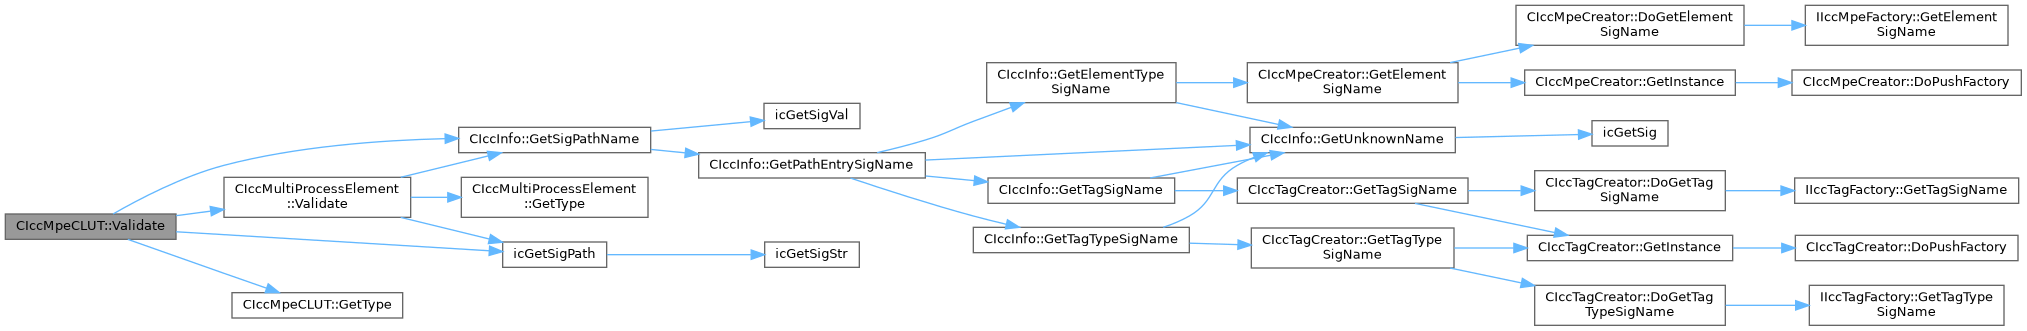 CIccMpeCLUT::Validate
CIccInfo::GetSigPathName
CIccMultiProcessElement
::Validate
CIccMultiProcessElement
::GetType
icGetSigPath
CIccMpeCLUT::GetType
icGetSigVal
CIccInfo::GetPathEntrySigName
icGetSigStr
CIccInfo::GetElementType
SigName
CIccInfo::GetTagSigName
CIccInfo::GetTagTypeSigName
CIccMpeCreator::GetElement
SigName
CIccInfo::GetUnknownName
CIccTagCreator::GetTagSigName
CIccTagCreator::GetTagType
SigName
CIccMpeCreator::DoGetElement
SigName
CIccMpeCreator::GetInstance
icGetSig
CIccTagCreator::DoGetTag
SigName
CIccTagCreator::GetInstance
CIccTagCreator::DoGetTag
TypeSigName
IIccMpeFactory::GetElement
SigName
CIccMpeCreator::DoPushFactory
IIccTagFactory::GetTagSigName
CIccTagCreator::DoPushFactory
IIccTagFactory::GetTagType
SigName